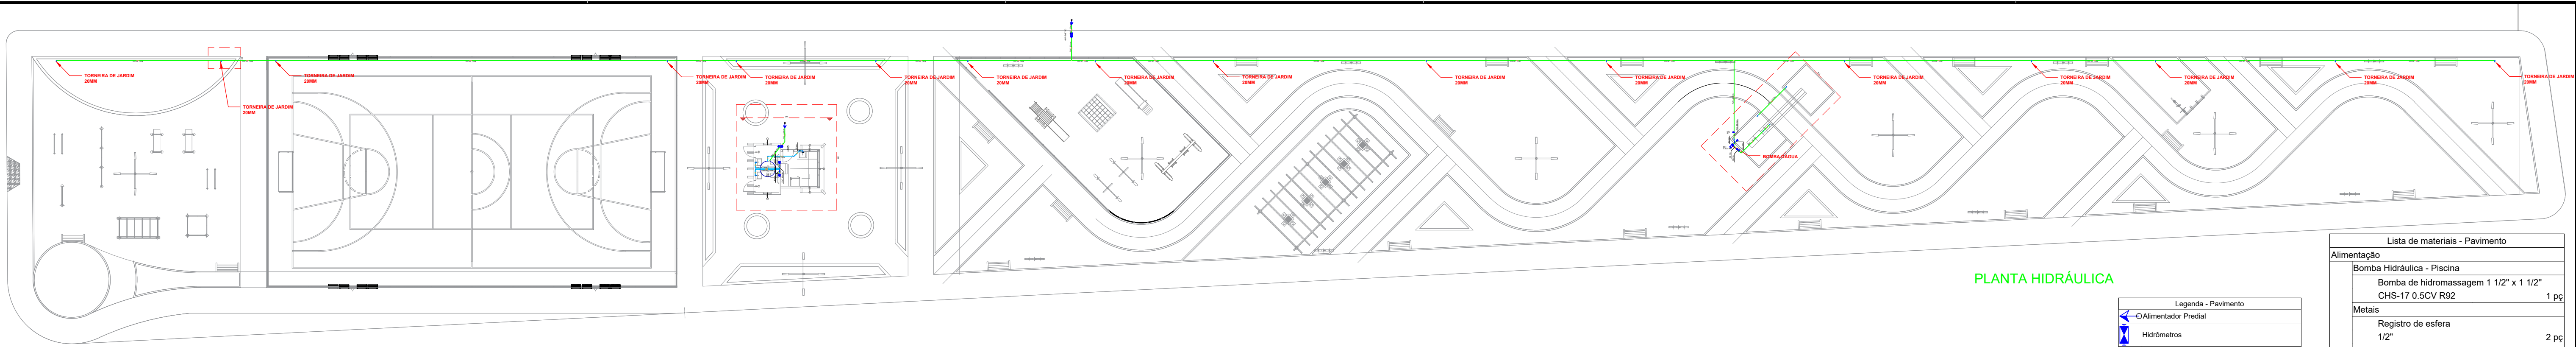 TORNEIRA DE JARDIM
20MM
TORNEIRA DE JARDIM
20MM
TORNEIRA DE JARDIM
20MM
TORNEIRA DE JARDIM
20MM
TORNEIRA DE JARDIM
20MM
TORNEIRA DE JARDIM
20MM
TORNEIRA DE JARDIM
20MM
TORNEIRA DE JARDIM
20MM
TORNEIRA DE JARDIM
20MM
TORNEIRA DE JARDIM
20MM
TORNEIRA DE JARDIM
20MM
TORNEIRA DE JARDIM
20MM
TORNEIRA DE JARDIM
20MM
TORNEIRA DE JARDIM
20MM
TORNEIRA DE JARDIM
20MM
TORNEIRA DE JARDIM
20MM
BOMBA DÁGUA
PLANTA HIDRÁULICA
Legenda - Pavimento
Alimentador Predial
Hidrômetros
Lista de materiais - Pavimento
Alimentação
Bomba Hidráulica - Piscina
Bomba de hidromassagem 1 1/2" x 1 1/2"
CHS-17 0.5CV R92 1 pç
Metais
Registro de esfera
1/2" 2 pç